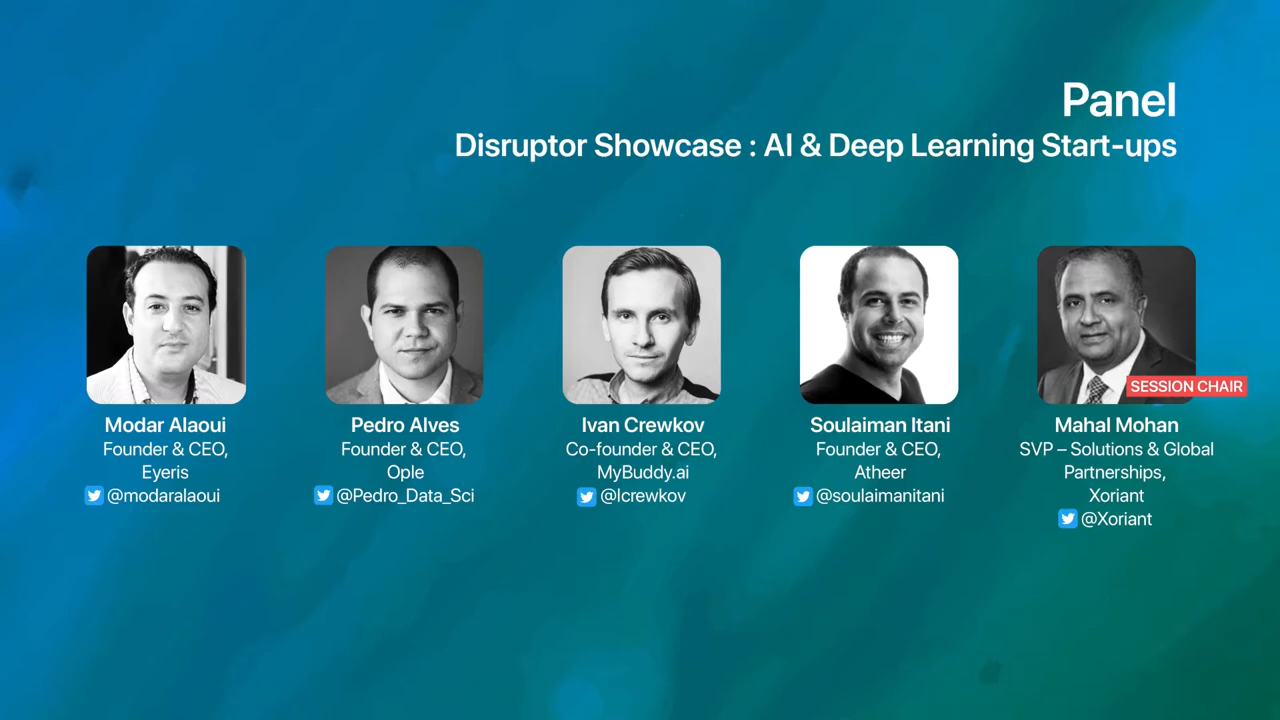 Panel
Disruptor Showcase : AI & Deep Learning Start-ups
SESSION CHAIR
Modar Alaoui
Founder & CEO,
Eyeris
@modaralaoui
Pedro Alves
Founder & CEO,
Ople
@Pedro_Data_Sci
Ivan Crewkov
Co-founder & CEO,
MyBuddy.ai
@Icrewkov
Soulaiman Itani
Founder & CEO,
Atheer
@soulaimanitani
Mahal Mohan
SVP – Solutions & Global
Partnerships,
Xoriant
@Xoriant